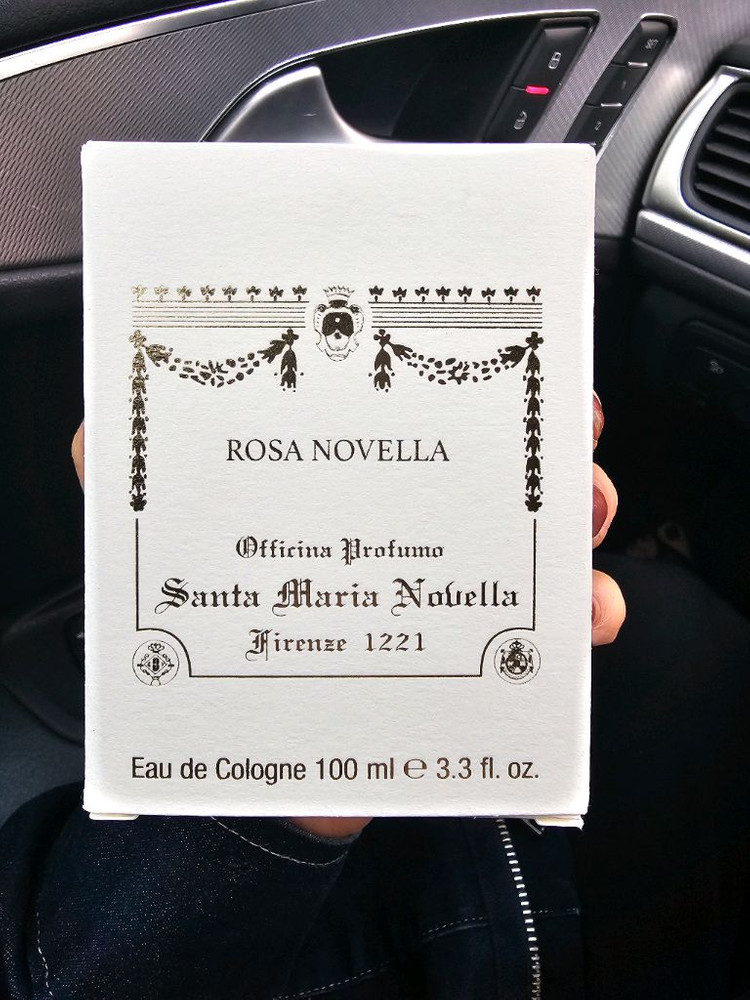 ROSA NOVELLA
Officina Profumo
Santa Maria Novella
Firenze 1221
Eau de Cologne 100 ml ℮ 3.3 fl. oz.